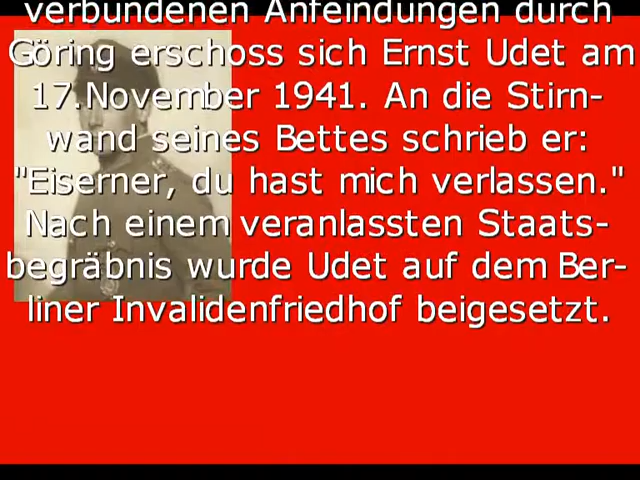 verbundenen Anfeindungen durch
Göring erschoss sich Ernst Udet am
17.November 1941. An die Stirn-
wand seines Bettes schrieb er:
"Eiserner, du hast mich verlassen."
Nach einem veranlassten Staats-
begräbnis wurde Udet auf dem Ber-
liner Invalidenfriedhof beigesetzt.